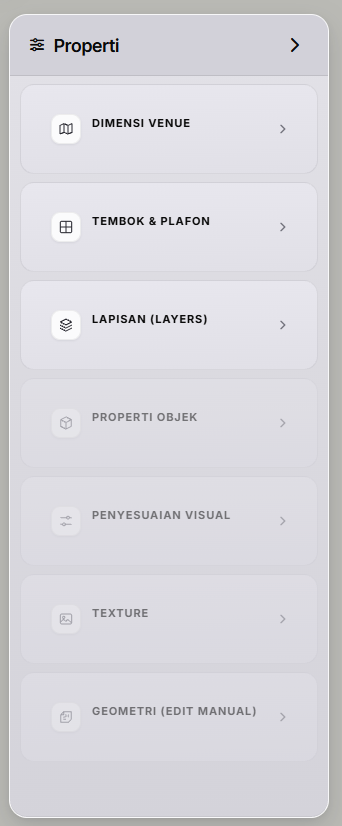 Properti
DIMENSI VENUE
TEMBOK & PLAFON
LAPISAN (LAYERS)
PROPERTI OBJEK
PENYESUAIAN VISUAL
TEXTURE
GEOMETRI (EDIT MANUAL)